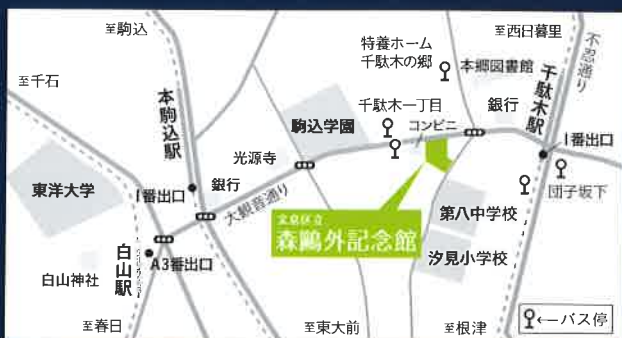 至駒込
至千石
本駒込駅
特養ホーム
千駄木の郷
至西日暮里
不忍通り
本郷図書館
千駄木駅
銀行
千駄木一丁目
コンビニ
駒込学園
1番出口
光源寺
東洋大学
1番出口
銀行
大観音通り
団子坂下
文京区立
森鷗外記念館
第八中学校
汐見小学校
白山駅
A3番出口
白山神社
至春日
至東大前
至根津
←バス停